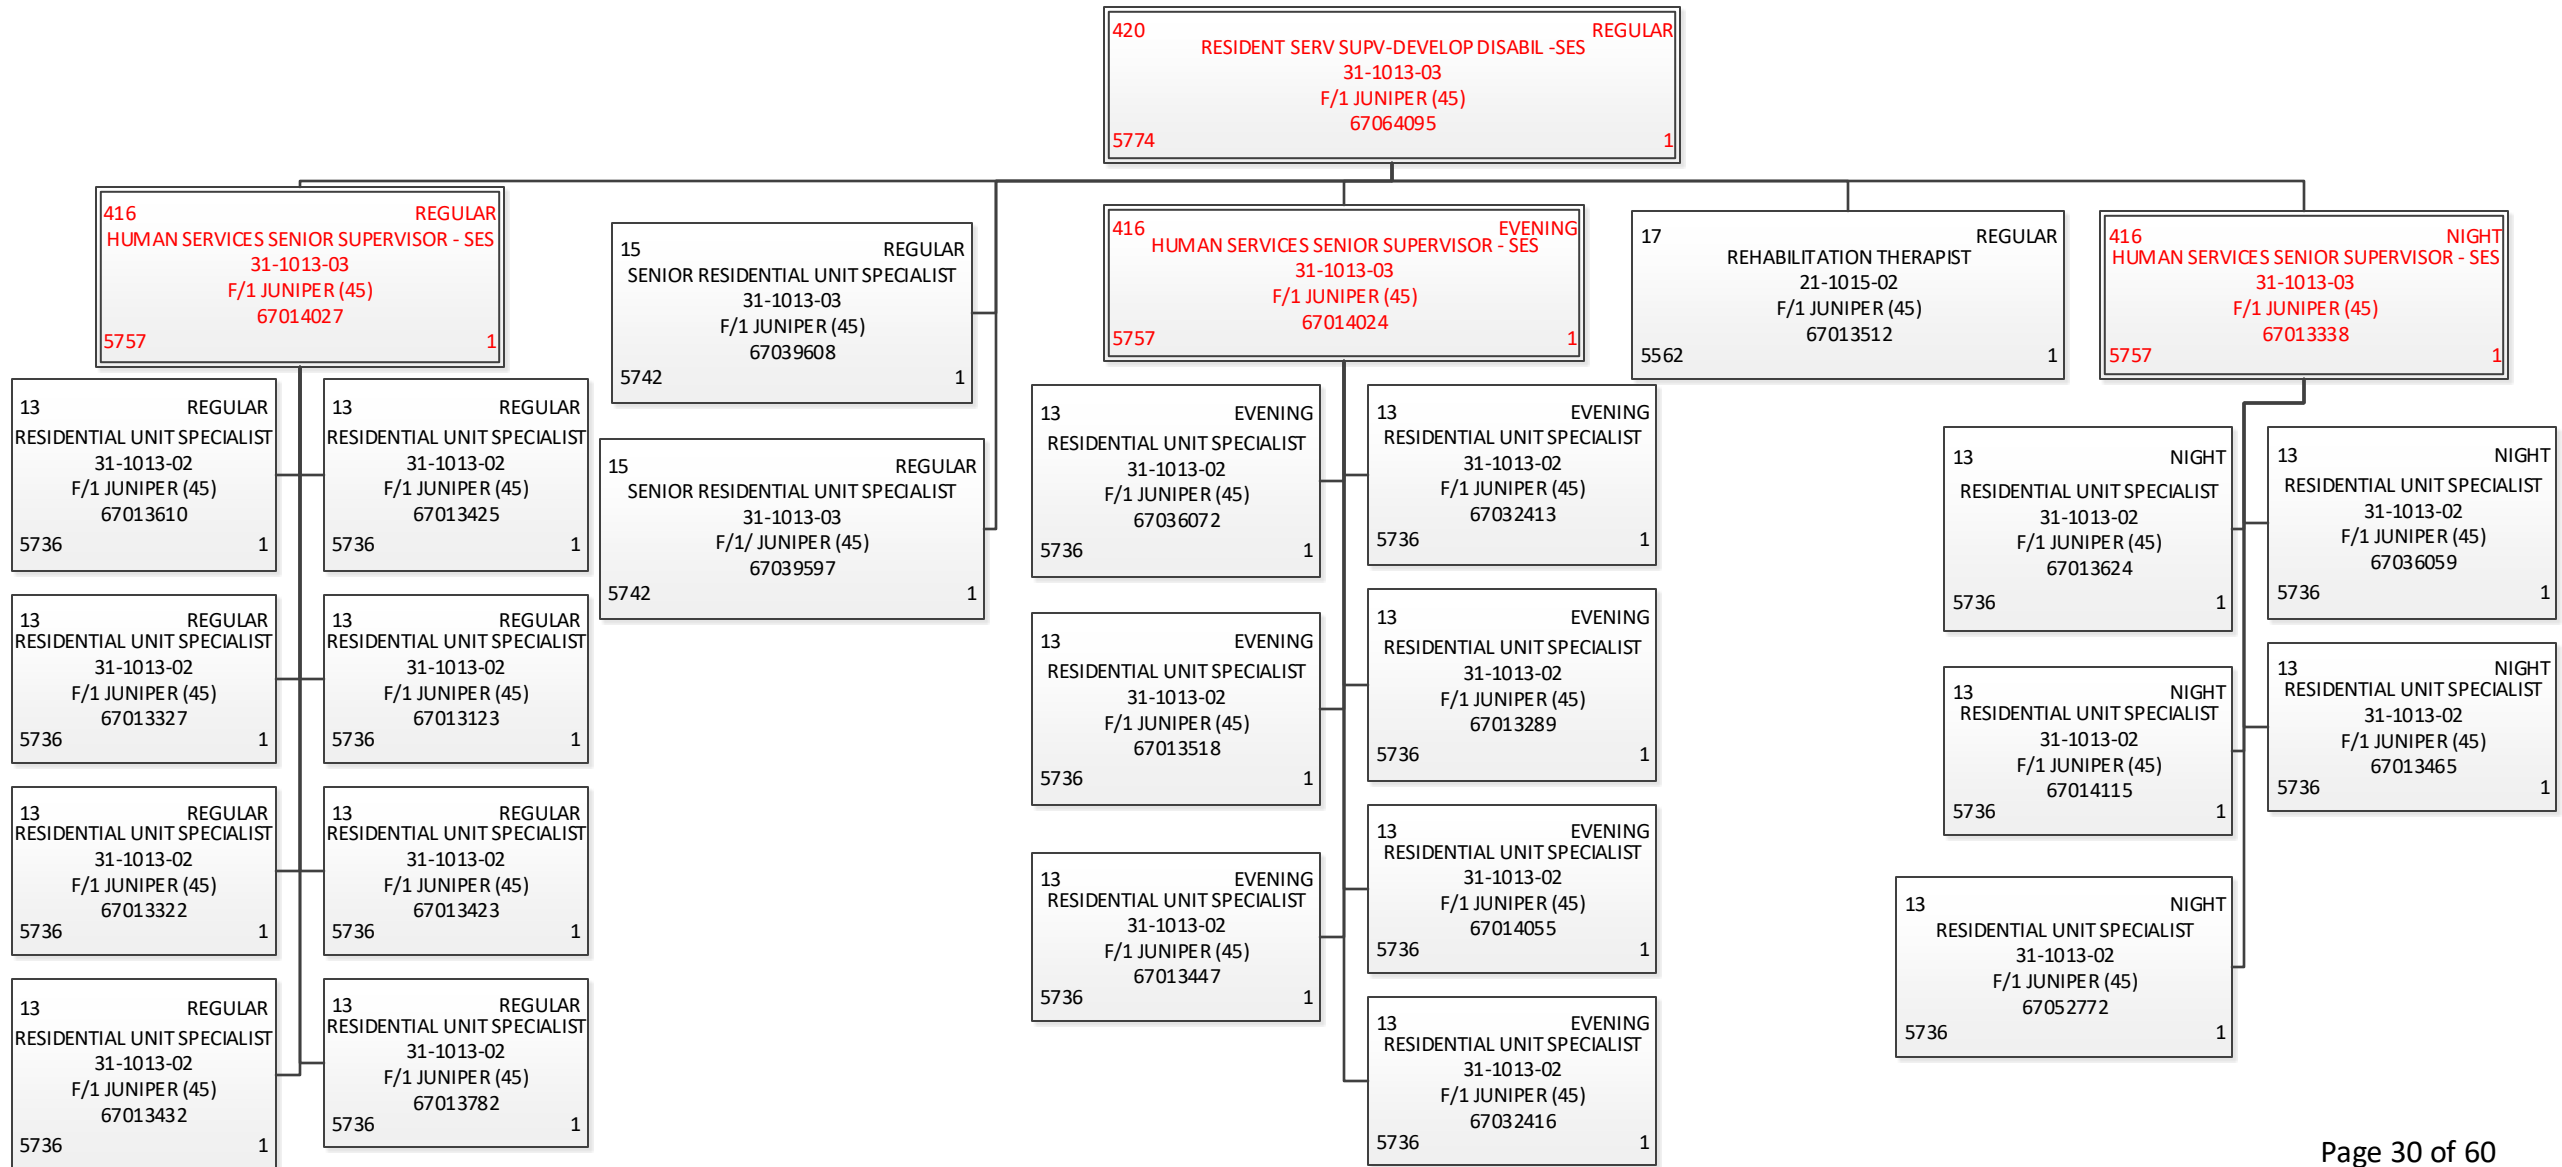 420 REGULAR
RESIDENT SERV SUPV-DEVELOP DISABIL -SES
31-1013-03
F/1 JUNIPER (45)
67064095
5774 1
416 REGULAR
HUMAN SERVICES SENIOR SUPERVISOR - SES
31-1013-03
F/1 JUNIPER (45)
67014027
5757 1
15 REGULAR
SENIOR RESIDENTIAL UNIT SPECIALIST
31-1013-03
F/1 JUNIPER (45)
67039608
5742 1
15 REGULAR
SENIOR RESIDENTIAL UNIT SPECIALIST
31-1013-03
F/1/ JUNIPER (45)
67039597
5742 1
416 EVENING
HUMAN SERVICES SENIOR SUPERVISOR - SES
31-1013-03
F/1 JUNIPER (45)
67014024
5757 1
17 REGULAR
REHABILITATION THERAPIST
21-1015-02
F/1 JUNIPER (45)
67013512
5562 1
416 NIGHT
HUMAN SERVICES SENIOR SUPERVISOR - SES
31-1013-03
F/1 JUNIPER (45)
67013338
5757 1
13 REGULAR
RESIDENTIAL UNIT SPECIALIST
31-1013-02
F/1 JUNIPER (45)
67013610
5736 1
13 REGULAR
RESIDENTIAL UNIT SPECIALIST
31-1013-02
F/1 JUNIPER (45)
67013425
5736 1
13 REGULAR
RESIDENTIAL UNIT SPECIALIST
31-1013-02
F/1 JUNIPER (45)
67013327
5736 1
13 REGULAR
RESIDENTIAL UNIT SPECIALIST
31-1013-02
F/1 JUNIPER (45)
67013123
5736 1
13 REGULAR
RESIDENTIAL UNIT SPECIALIST
31-1013-02
F/1 JUNIPER (45)
67013322
5736 1
13 REGULAR
RESIDENTIAL UNIT SPECIALIST
31-1013-02
F/1 JUNIPER (45)
67013423
5736 1
13 REGULAR
RESIDENTIAL UNIT SPECIALIST
31-1013-02
F/1 JUNIPER (45)
67013432
5736 1
13 REGULAR
RESIDENTIAL UNIT SPECIALIST
31-1013-02
F/1 JUNIPER (45)
67013782
5736 1
13 EVENING
RESIDENTIAL UNIT SPECIALIST
31-1013-02
F/1 JUNIPER (45)
67036072
5736 1
13 EVENING
RESIDENTIAL UNIT SPECIALIST
31-1013-02
F/1 JUNIPER (45)
67032413
5736 1
13 EVENING
RESIDENTIAL UNIT SPECIALIST
31-1013-02
F/1 JUNIPER (45)
67013518
5736 1
13 EVENING
RESIDENTIAL UNIT SPECIALIST
31-1013-02
F/1 JUNIPER (45)
67013289
5736 1
13 EVENING
RESIDENTIAL UNIT SPECIALIST
31-1013-02
F/1 JUNIPER (45)
67013447
5736 1
13 EVENING
RESIDENTIAL UNIT SPECIALIST
31-1013-02
F/1 JUNIPER (45)
67014055
5736 1
13 EVENING
RESIDENTIAL UNIT SPECIALIST
31-1013-02
F/1 JUNIPER (45)
67032416
5736 1
13 NIGHT
RESIDENTIAL UNIT SPECIALIST
31-1013-02
F/1 JUNIPER (45)
67013624
5736 1
13 NIGHT
RESIDENTIAL UNIT SPECIALIST
31-1013-02
F/1 JUNIPER (45)
67036059
5736 1
13 NIGHT
RESIDENTIAL UNIT SPECIALIST
31-1013-02
F/1 JUNIPER (45)
67014115
5736 1
13 NIGHT
RESIDENTIAL UNIT SPECIALIST
31-1013-02
F/1 JUNIPER (45)
67013465
5736 1
13 NIGHT
RESIDENTIAL UNIT SPECIALIST
31-1013-02
F/1 JUNIPER (45)
67052772
5736 1
Page 30 of 60